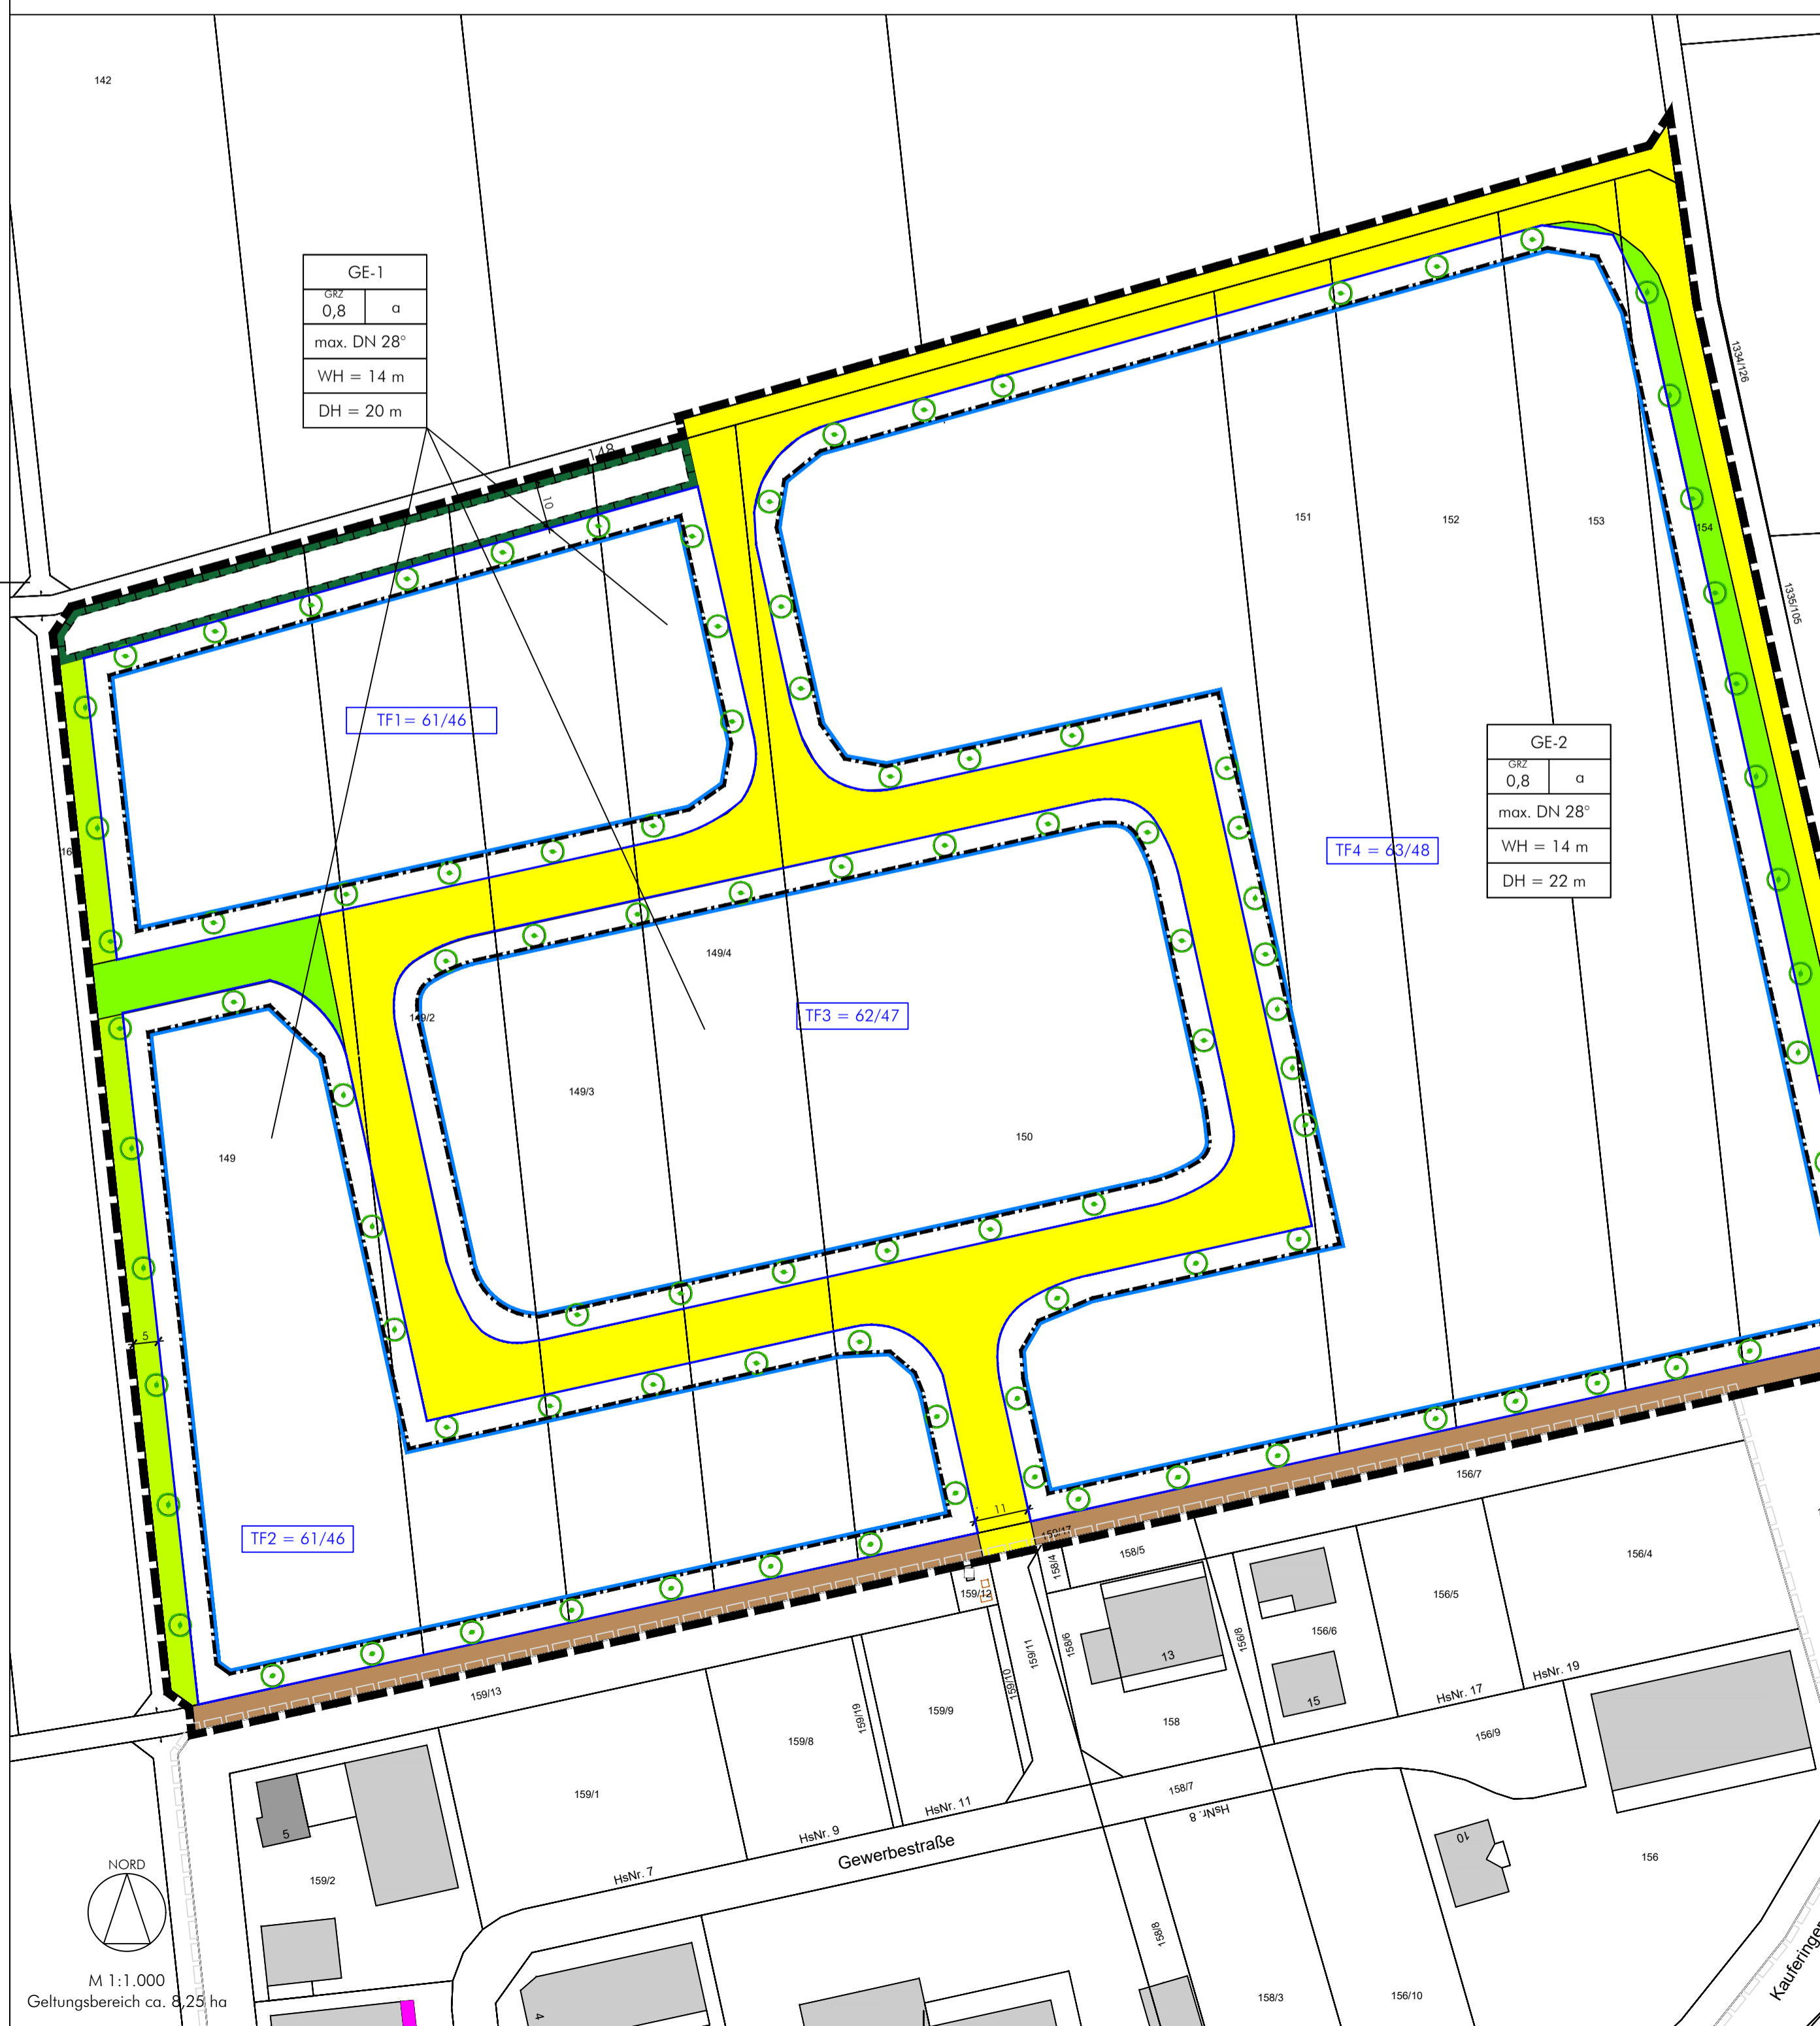 142
GE-1
GRZ
0,8 a
max. DN 28°
WH = 14 m
DH = 20 m
148
10
1334/126
151
152
153
154
1335/105
TF1= 61/46
GE-2
GRZ
0,8 a
max. DN 28°
WH = 14 m
DH = 22 m
16
TF4 = 63/48
149/4
149/2
TF3 = 62/47
149/3
150
149
5
TF2 = 61/46
11
159/17
156/7
158/4
158/5
156/4
159/12
156/5
159/11
158/6
13
156/8
156/6
159/10
15
HsNr. 19
HsNr. 17
159/13
159/19
159/9
158
156/9
159/8
159/1
158/7
HsNr. 11
HsNr. 8
HsNr. 9
Gewerbestraße
HsNr. 7
5
10
156
159/2
NORD
158/8
Kauferinger
M 1:1.000
Geltungsbereich ca. 8,25 ha
158/3
156/10
4